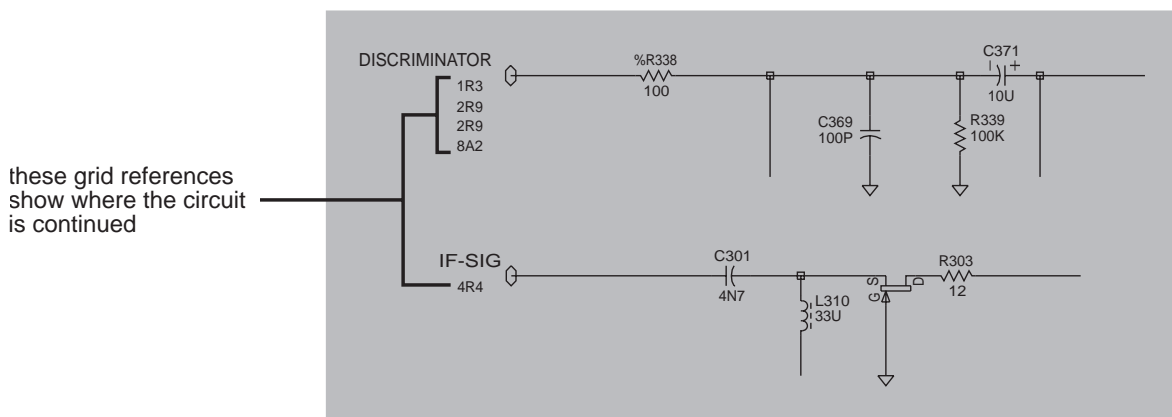 DISCRIMINATOR
1R3
2R9
2R9
8A2
%R338
100
C371
− +
10U
C369
100P
R339
100K
these grid references
show where the circuit
is continued
IF-SIG
4R4
C301
4N7
L310
33U
S
G
D
R303
12